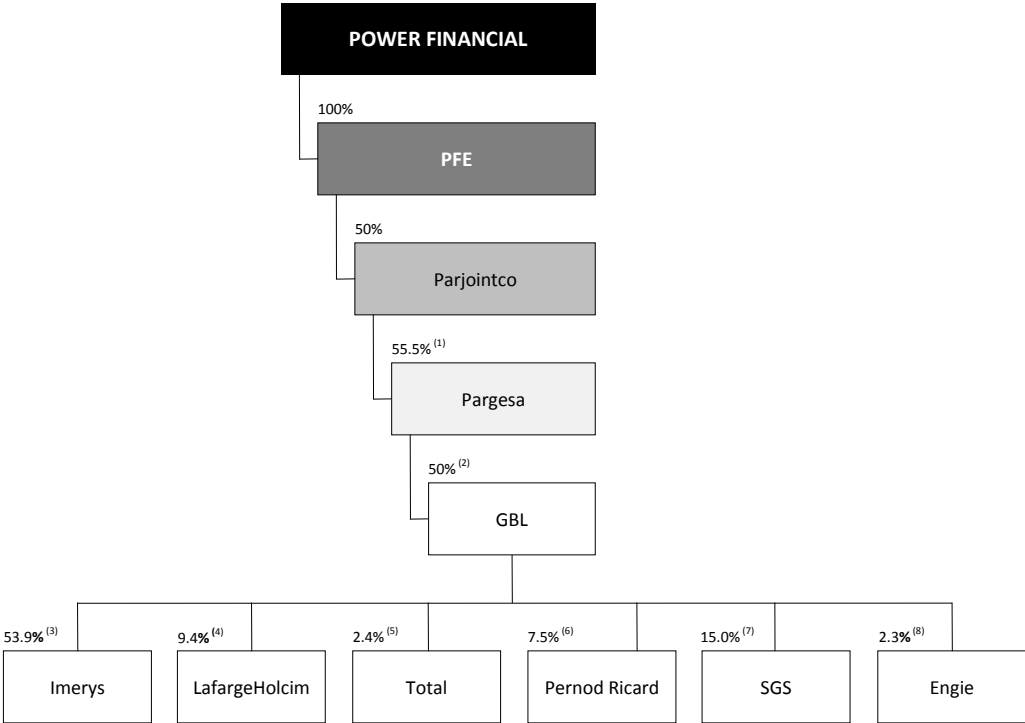 POWER FINANCIAL
100%
PFE
50%
Parjointco
55.5% (1)
Pargesa
50% (2)
GBL
53.9% (3)
9.4% (4)
2.4% (5)
7.5% (6)
15.0% (7)
2.3% (8)
Imerys
LafargeHolcim
Total
Pernod Ricard
SGS
Engie